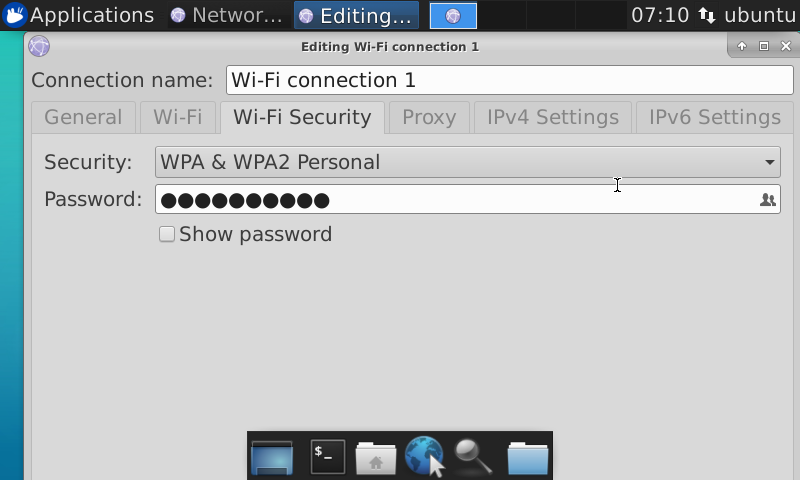 Applications Networ... Editing... 07:10 ubuntu
Editing Wi-Fi connection 1
Connection name: Wi-Fi connection 1
General Wi-Fi Wi-Fi Security Proxy IPv4 Settings IPv6 Settings
Security: WPA & WPA2 Personal
Password: ●●●●●●●●●●
Show password
$_